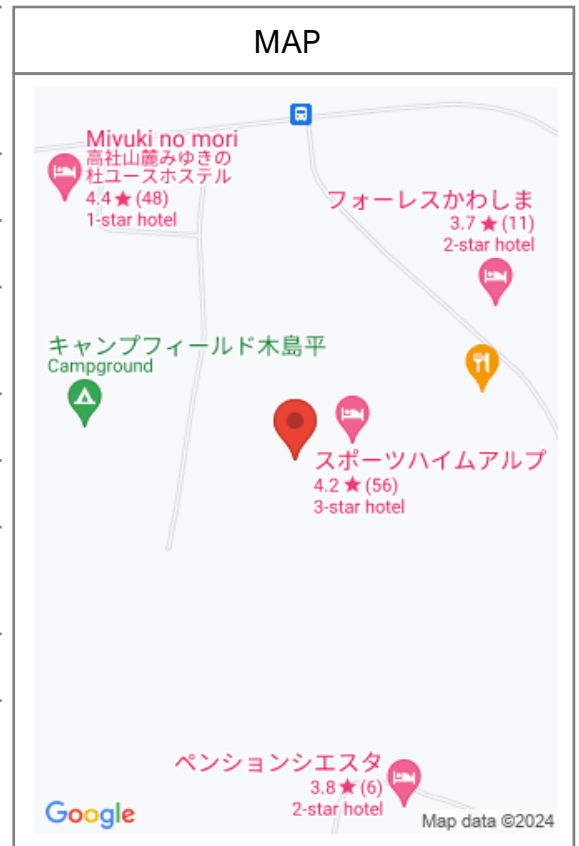 MAP
Miyuki no mori
高社山麓みゆきの
杜ユースホステル
4.4★(48)
1-star hotel
フォーレスかわしま
3.7★(11)
2-star hotel
キャンプフィールド木島平
Campground
スポーツハイムアルプ
4.2★(56)
3-star hotel
ペンションシエスタ
3.8★(6)
2-star hotel
Google
Map data ©2024